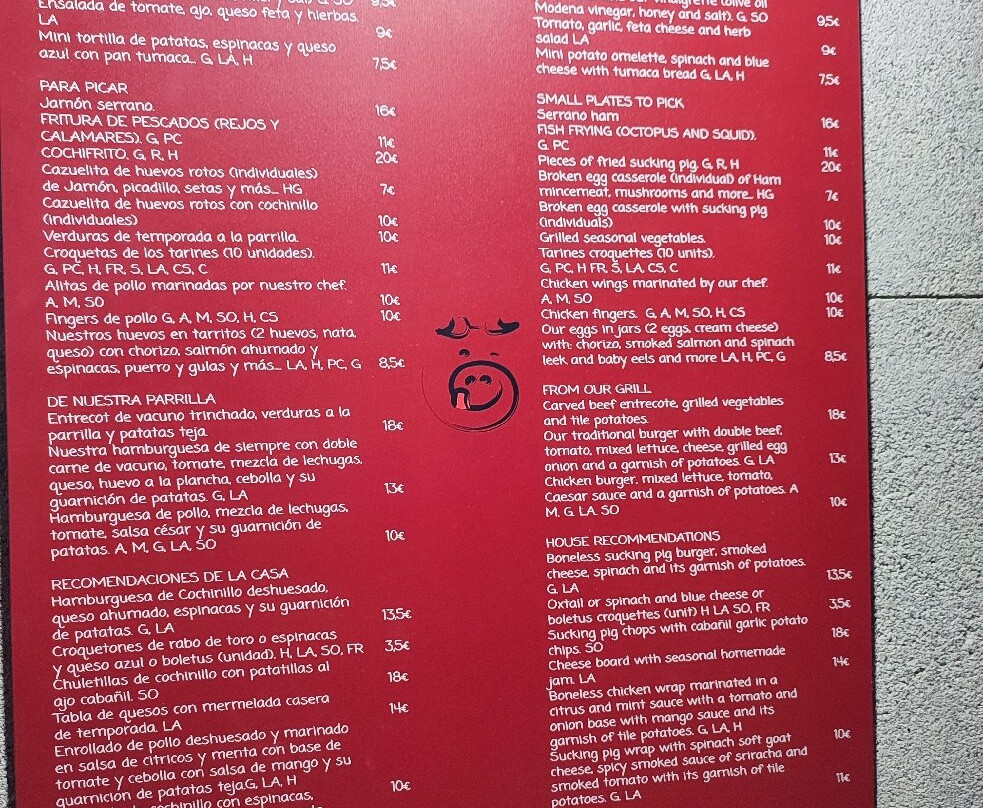 Ensalada de tomate, ajo, queso feta y hierbas. 9,5€
LA 9€
Mini tortilla de patatas, espinacas y queso
azul con pan tumaca... G, LA, H 7,5€
PARA PICAR
Jamón serrano. 16€
FRITURA DE PESCADOS (REJOS Y
CALAMARES). G, PC 11€
COCHIFRITO. G, R, H 20€
Cazuelita de huevos rotos (individuales)
de Jamón, picadillo, setas y más... HG 7€
Cazuelita de huevos rotos con cochinillo
(individuales) 10€
Verduras de temporada a la parrilla. 10€
Croquetas de los tarines (10 unidades).
G, PC, H, FR, S, LA, CS, C 11€
Alitas de pollo marinadas por nuestro chef.
A, M, SO 10€
Fingers de pollo G, A, M, SO, H, CS 10€
Nuestros huevos en tarritos (2 huevos, nata,
queso) con chorizo, salmón ahumado y
espinacas, puerro y gulas y más... LA, H, PC, G 8,5€
DE NUESTRA PARRILLA
Entrecot de vacuno trinchado, verduras a la
parrilla y patatas teja. 18€
Nuestra hamburguesa de siempre con doble
carne de vacuno, tomate, mezcla de lechugas,
queso, huevo a la plancha, cebolla y su
guarnición de patatas. G, LA 13€
Hamburguesa de pollo, mezcla de lechugas,
tomate, salsa césar y su guarnición de
patatas. A, M, G, LA, SO 10€
RECOMENDACIONES DE LA CASA
Hamburguesa de Cochinillo deshuesado,
queso ahumado, espinacas y su guarnición
de patatas. G, LA 13,5€
Croquetones de rabo de toro o espinacas
y queso azul o boletus (unidad). H, LA, SO, FR 3,5€
Chuletillas de cochinillo con patatillas al
ajo cabañil. SO 18€
Tabla de quesos con mermelada casera
de temporada. LA 14€
Enrollado de pollo deshuesado y marinado
en salsa de cítricos y menta con base de
tomate y cebolla con salsa de mango y su
guarnición de patatas teja.G, LA, H 10€
cochinillo con espinacas,
Modena vinegar, honey and salt). G, SO
Tomato, garlic, feta cheese and herb 9,5€
salad LA
Mini potato omelette, spinach and blue 9€
cheese with tumaca bread G, LA, H 7,5€
SMALL PLATES TO PICK
Serrano ham 16€
FISH FRYING (OCTOPUS AND SQUID).
G, PC 11€
Pieces of fried sucking pig. G, R, H 20€
Broken egg casserole (individual) of Ham
mincemeat, mushrooms and more... HG 7€
Broken egg casserole with sucking pig
(individuals) 10€
Grilled seasonal vegetables. 10€
Tarines croquettes (10 units).
G, PC, H FR, S, LA, CS, C 11€
Chicken wings marinated by our chef.
A, M, SO 10€
Chicken fingers. G, A, M, SO, H, CS 10€
Our eggs in jars (2 eggs, cream cheese)
with: chorizo, smoked salmon and spinach
leek and baby eels and more LA, H, PC, G 8,5€
FROM OUR GRILL
Carved beef entrecote, grilled vegetables
and tile potatoes. 18€
Our traditional burger with double beef,
tomato, mixed lettuce, cheese, grilled egg
onion and a garnish of potatoes. G, LA 13€
Chicken burger. mixed lettuce, tomato,
Caesar sauce and a garnish of potatoes. A
M, G, LA, SO 10€
HOUSE RECOMMENDATIONS
Boneless sucking pig burger, smoked
cheese, spinach and its garnish of potatoes.
G, LA 13,5€
Oxtail or spinach and blue cheese or
boletus croquettes (unit) H LA SO, FR 3,5€
Sucking pig chops with cabañil garlic potato
chips. SO 18€
Cheese board with seasonal homemade
jam. LA 14€
Boneless chicken wrap marinated in a
citrus and mint sauce with a tomato and
onion base with mango sauce and its
garnish of tile potatoes. G, LA, H 10€
Sucking pig wrap with spinach soft goat
cheese, spicy smoked sauce of sriracha and
smoked tomato with its garnish of tile
potatoes. G, LA 11€